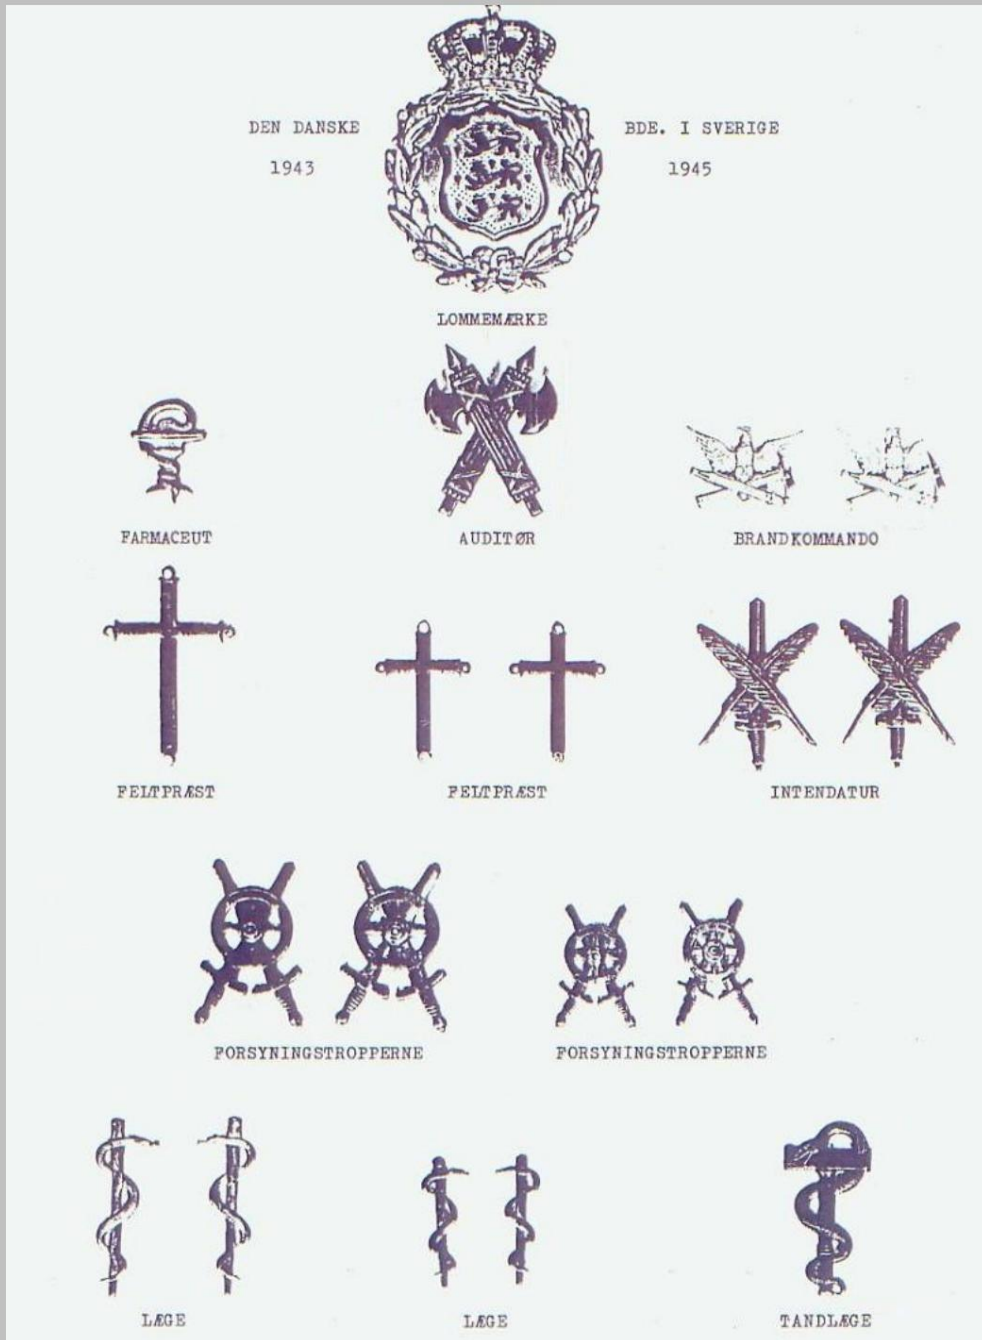 DEN DANSKE
BDE. I SVERIGE
1943
1945
LOMMEMÆRKE
FARMACEUT
AUDITØR
BRANDKOMMANDO
FELTPRÆST
FELTPRÆST
INTENDATUR
FORSYNINGSTROPPERNE
FORSYNINGSTROPPERNE
LÆGE
LÆGE
TANDLÆGE